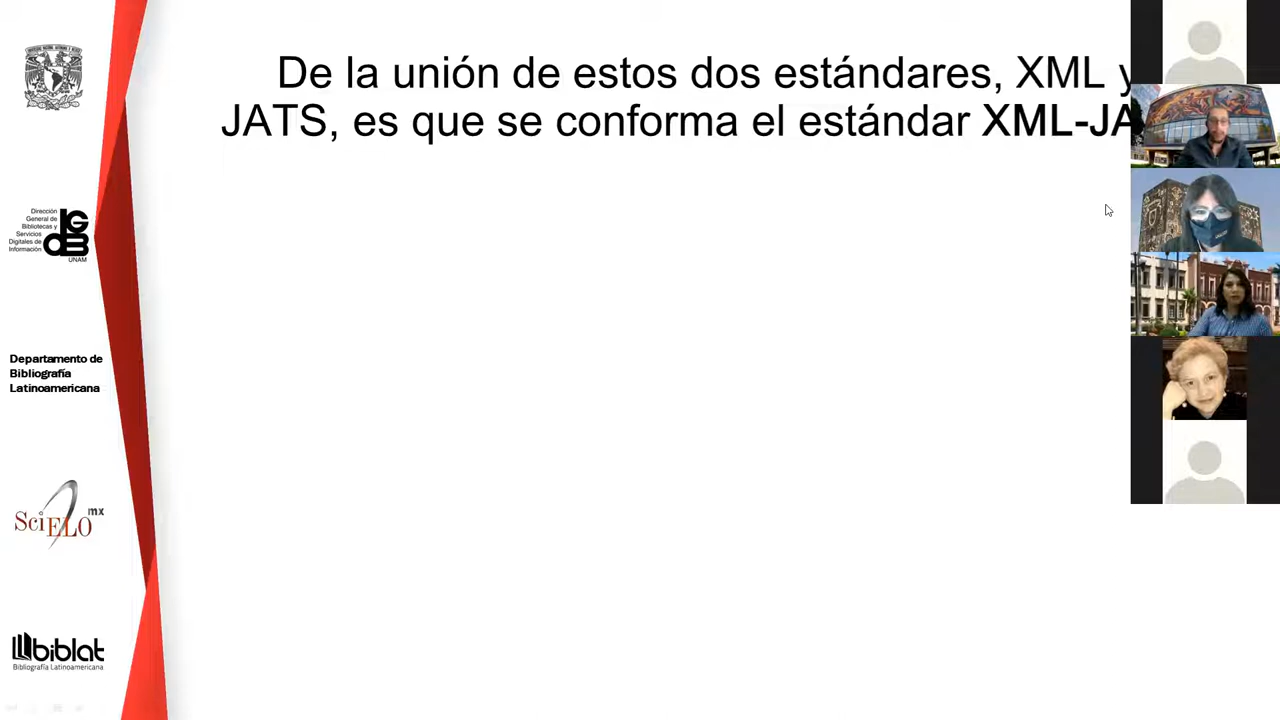 De la unión de estos dos estándares, XML y
JATS, es que se conforma el estándar XML-JA
Dirección
General de
Bibliotecas y
Servicios
Digitales de
Información
DGB
UNAM
Departamento de
Bibliografía
Latinoamericana
SciELO mx
biblat
Bibliografía Latinoamericana